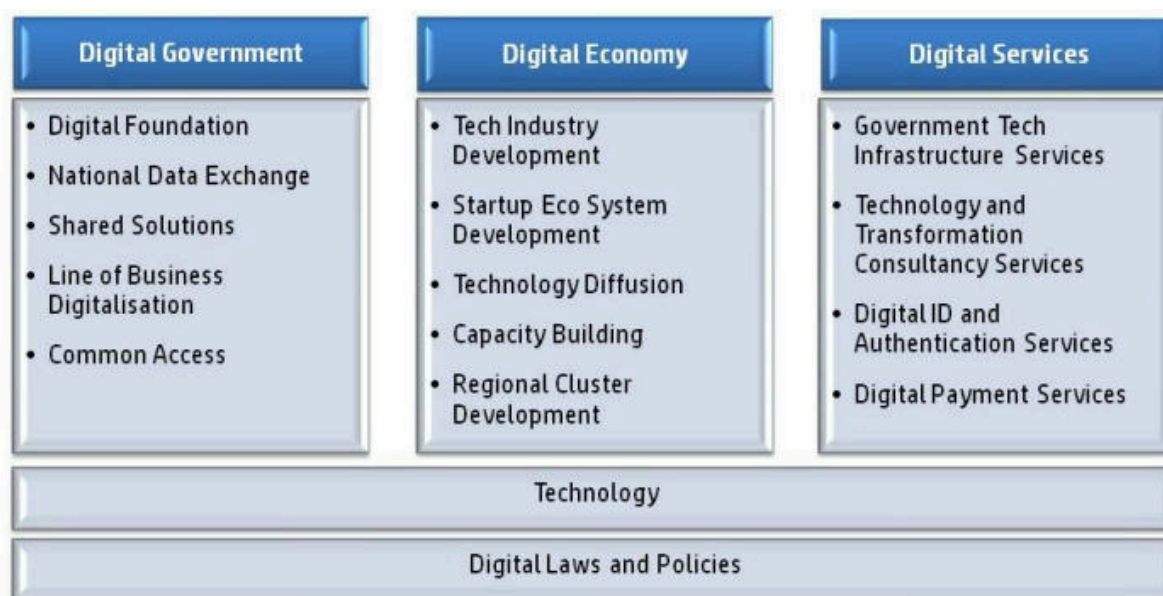 Digital Government
• Digital Foundation
• National Data Exchange
• Shared Solutions
• Line of Business
Digitalisation
• Common Access
Digital Economy
• Tech Industry
Development
• Startup Eco System
Development
• Technology Diffusion
• Capacity Building
• Regional Cluster
Development
Digital Services
• Government Tech
Infrastructure Services
• Technology and
Transformation
Consultancy Services
• Digital ID and
Authentication Services
• Digital Payment Services
Technology
Digital Laws and Policies